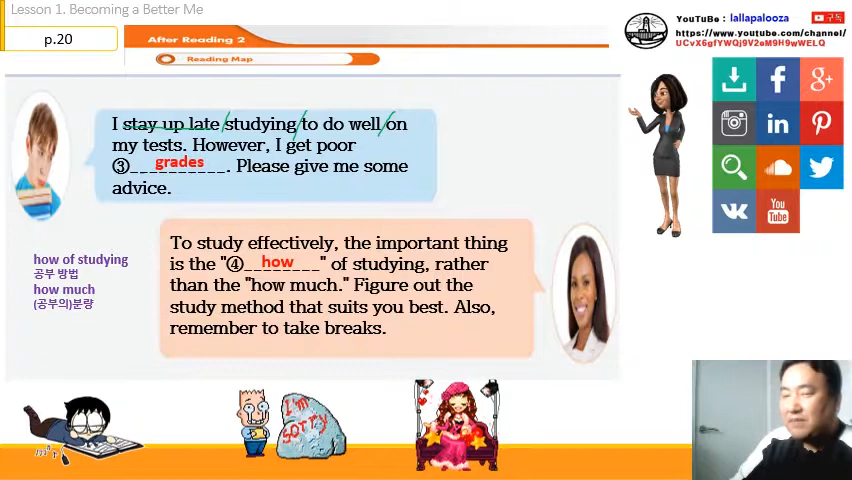 Lesson 1. Becoming a Better Me
p.20
After Reading 2
Reading Map
YouTuBe : lallapalooza
구독
https://www.youtube.com/channel/
UCvX6gfYWQj9V2eM9H9wWELQ
I stay up late studying to do well on
my tests. However, I get poor
③__________. Please give me some
grades
advice.
To study effectively, the important thing
is the "④________" of studying, rather
how
than the "how much." Figure out the
study method that suits you best. Also,
remember to take breaks.
how of studying
공부 방법
how much
(공부의)분량
f
g+
in
You
Tube
I'm
sorry